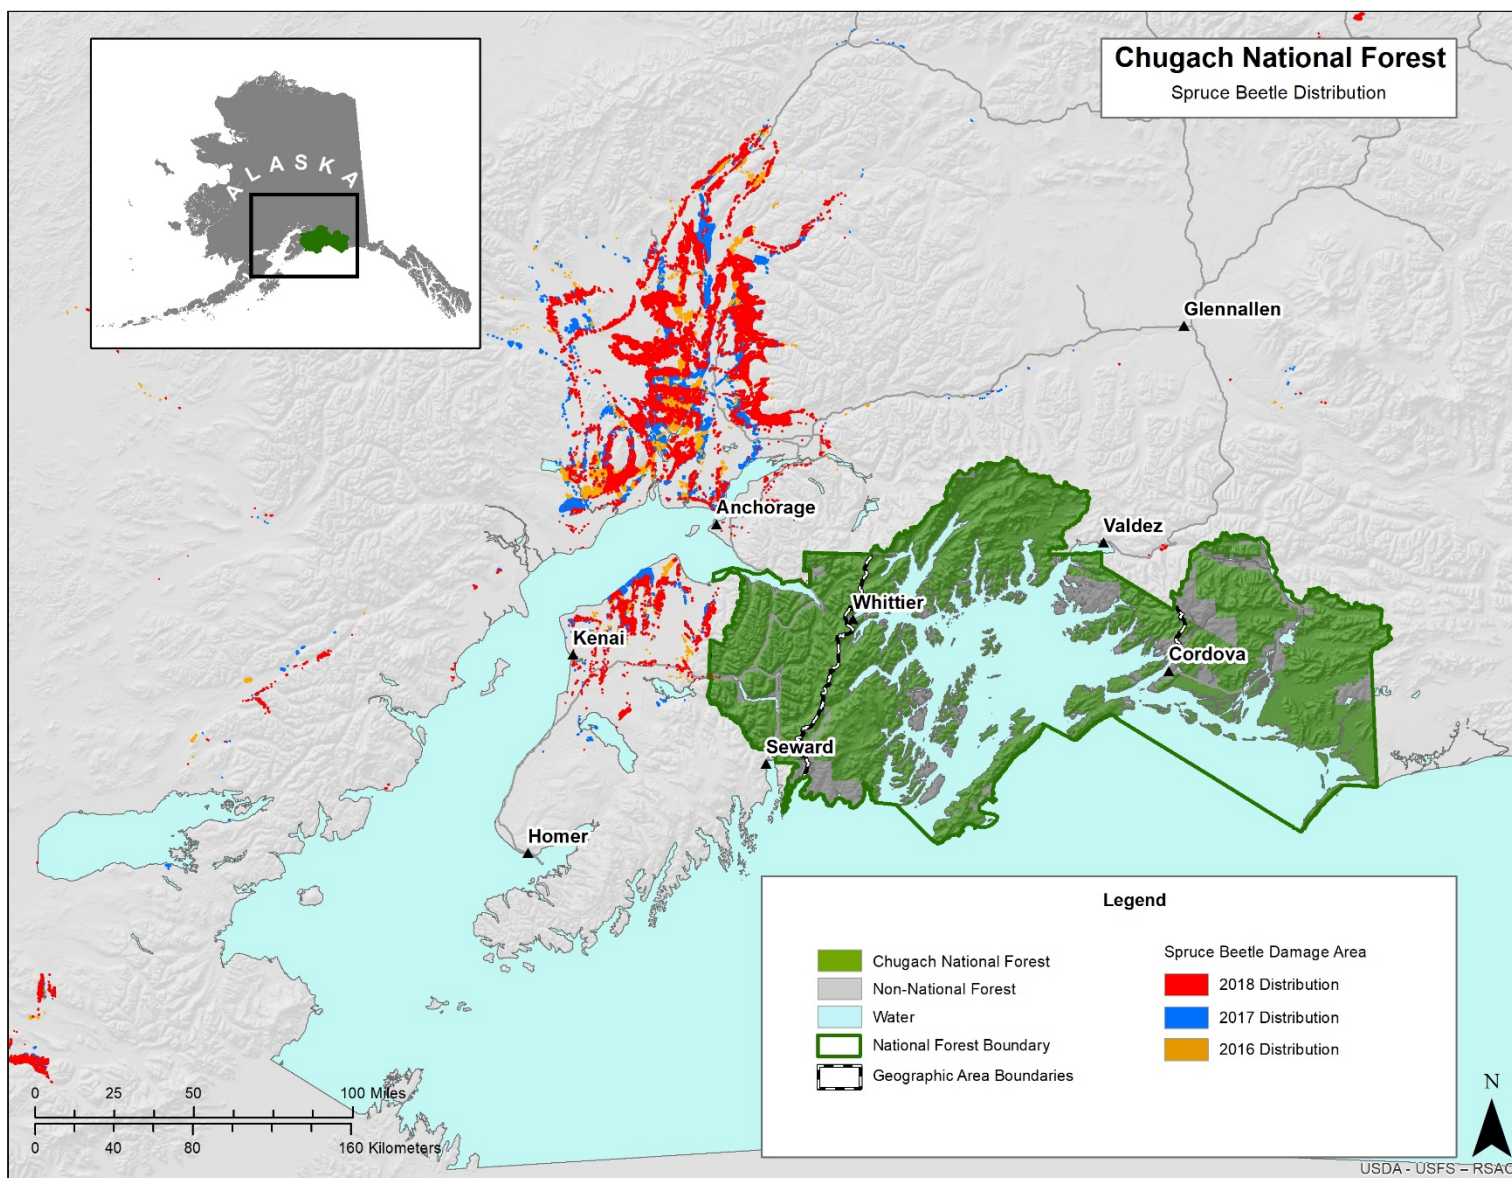 Chugach National Forest
Spruce Beetle Distribution
ALASKA
Glennallen
Anchorage
Valdez
Whittier
Kenai
Cordova
Seward
Homer
Legend
Chugach National Forest
Non-National Forest
Water
National Forest Boundary
Geographic Area Boundaries
Spruce Beetle Damage Area
2018 Distribution
2017 Distribution
2016 Distribution
0 25 50 100 Miles
0 40 80 160 Kilometers
N
USDA - USFS – RSAC